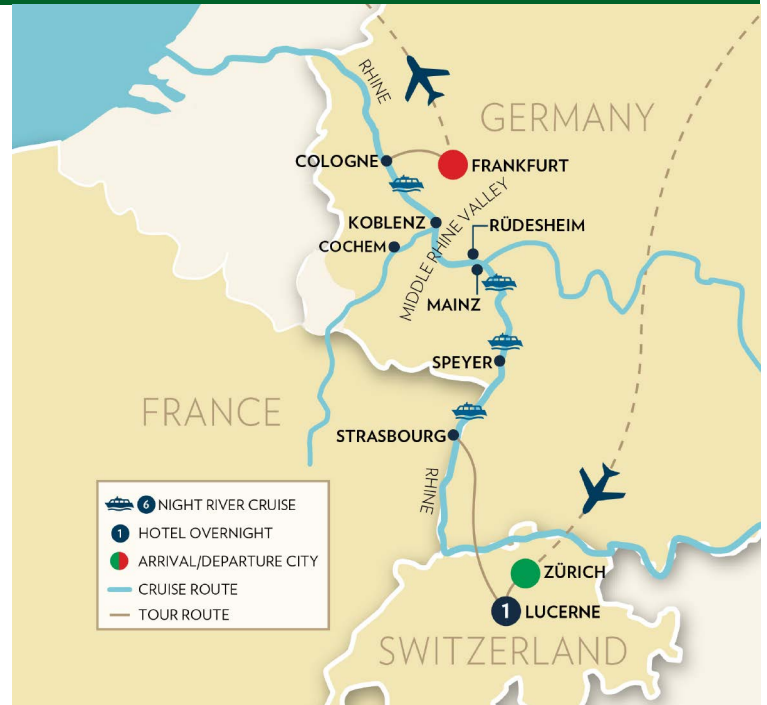 RHINE
GERMANY
COLOGNE
FRANKFURT
MIDDLE RHINE VALLEY
KOBLENZ
RÜDESHEIM
COCHEM
MAINZ
SPEYER
FRANCE
STRASBOURG
RHINE
6 NIGHT RIVER CRUISE
1 HOTEL OVERNIGHT
ARRIVAL/DEPARTURE CITY
CRUISE ROUTE
TOUR ROUTE
ZÜRICH
1 LUCERNE
SWITZERLAND